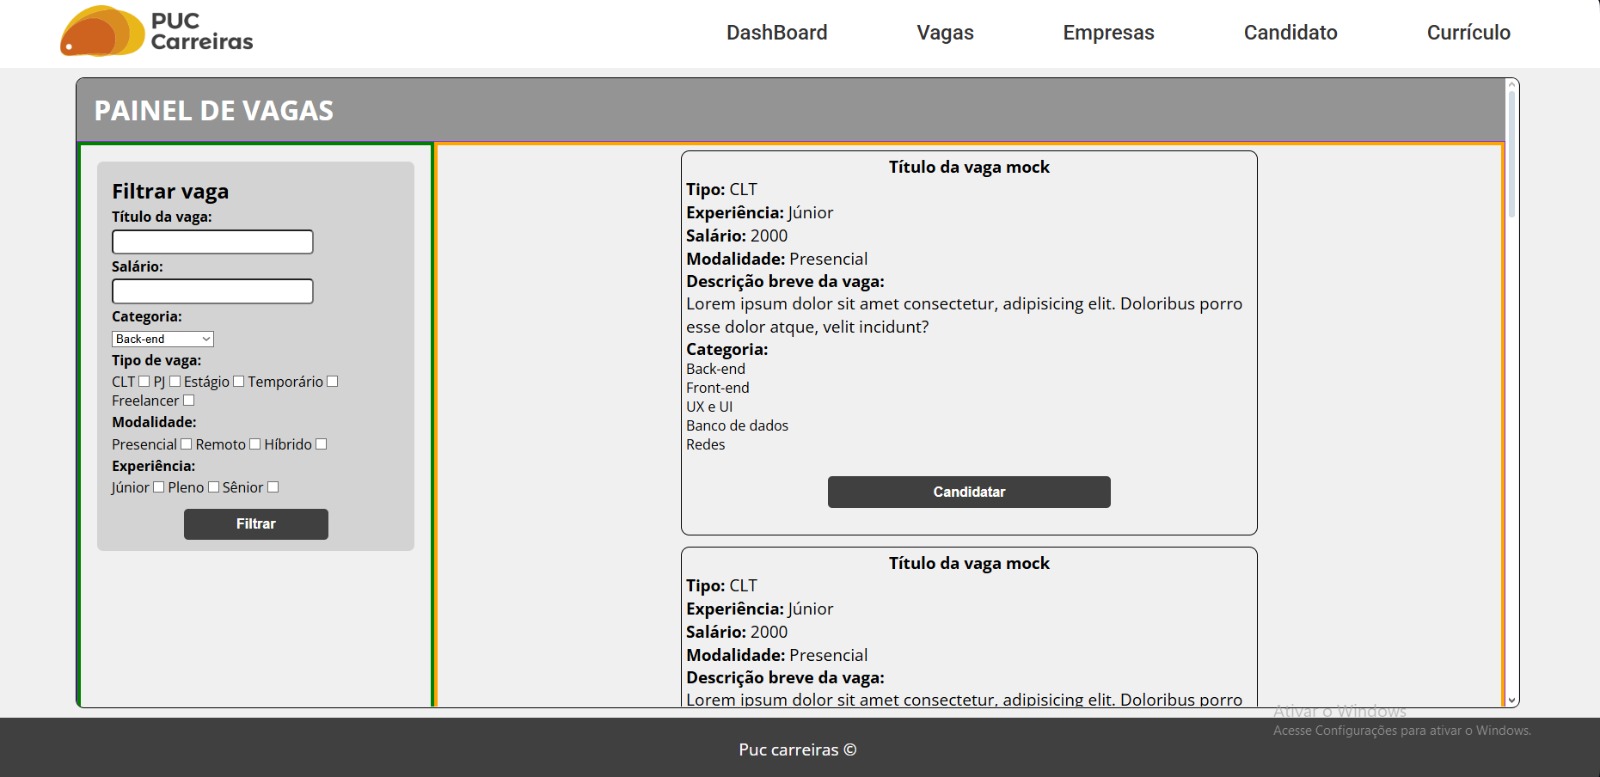 PUC
Carreiras
DashBoard
Vagas
Empresas
Candidato
Currículo
PAINEL DE VAGAS
Filtrar vaga
Título da vaga:
Salário:
Categoria:
Back-end
Tipo de vaga:
CLT PJ Estágio Temporário
Freelancer
Modalidade:
Presencial Remoto Híbrido
Experiência:
Júnior Pleno Sênior
Filtrar
Título da vaga mock
Tipo: CLT
Experiência: Júnior
Salário: 2000
Modalidade: Presencial
Descrição breve da vaga:
Lorem ipsum dolor sit amet consectetur, adipisicing elit. Doloribus porro
esse dolor atque, velit incidunt?
Categoria:
Back-end
Front-end
UX e UI
Banco de dados
Redes
Candidatar
Título da vaga mock
Tipo: CLT
Experiência: Júnior
Salário: 2000
Modalidade: Presencial
Descrição breve da vaga:
Lorem ipsum dolor sit amet consectetur, adipisicing elit. Doloribus porro
Ativar o Windows
Acesse Configurações para ativar o Windows.
Puc carreiras ©